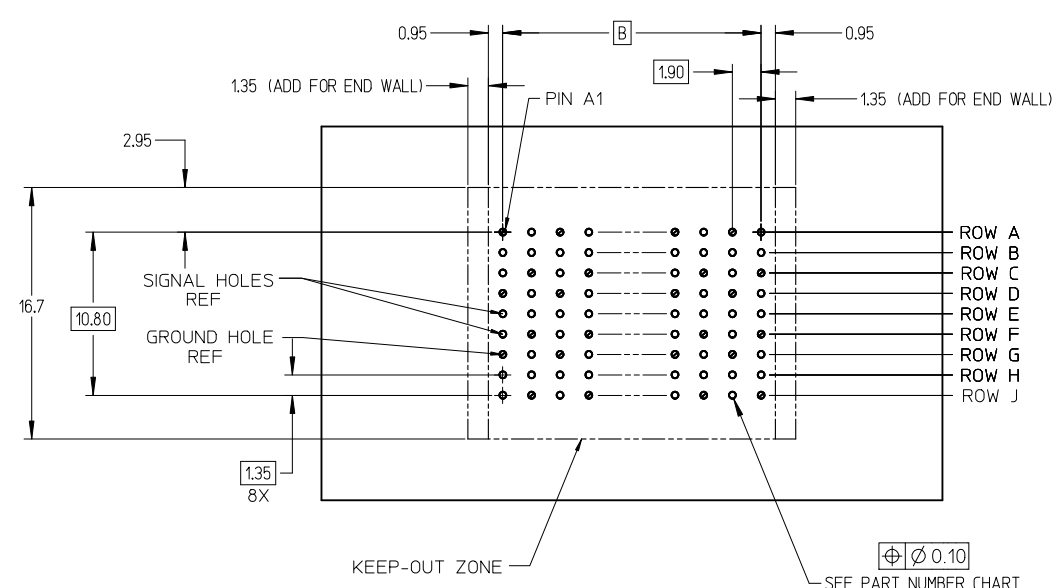 0.95
B
0.95
1.90
1.35 (ADD FOR END WALL)
PIN A1
1.35 (ADD FOR END WALL)
2.95
ROW A
ROW B
ROW C
SIGNAL HOLES
REF
ROW D
16.7
10.80
ROW E
GROUND HOLE
REF
ROW F
ROW G
ROW H
ROW J
1.35
8X
KEEP-OUT ZONE
⌖ Ø 0.10
SEE PART NUMBER CHART